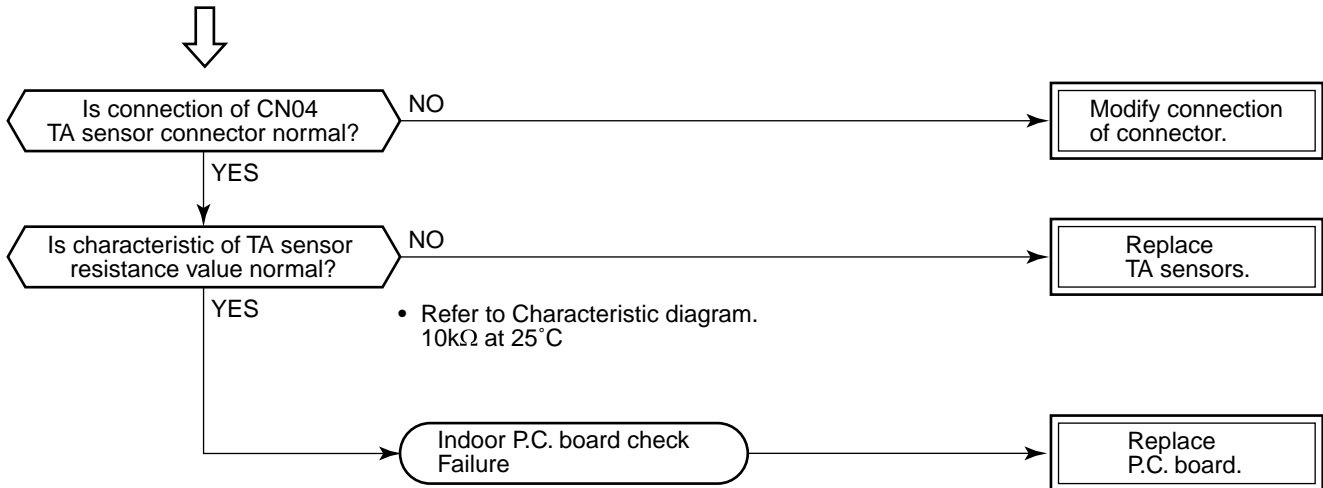 Is connection of CN04
TA sensor connector normal?
NO
Modify connection
of connector.
YES
Is characteristic of TA sensor
resistance value normal?
NO
Replace
TA sensors.
YES
• Refer to Characteristic diagram.
10kΩ at 25˚C
Indoor P.C. board check
Failure
Replace
P.C. board.